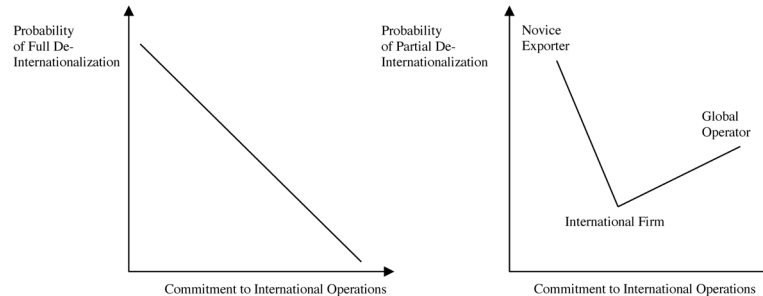 Probability
of Full De-
Internationalization
Commitment to International Operations
Probability
of Partial De-
Internationalization
Novice
Exporter
Global
Operator
International Firm
Commitment to International Operations